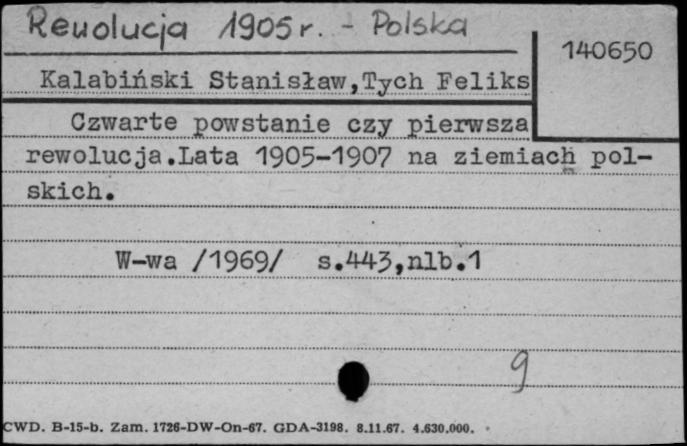 Rewolucja 1905 r. - Polska
140650
Kalabiński Stanisław,Tych Feliks
Czwarte powstanie czy pierwsza
rewolucja.Lata 1905-1907 na ziemiach pol-
skich.
W-wa /1969/ s.443,nlb.1
9
CWD. B-15-b. Zam. 1726-DW-On-67. GDA-3198. 8.11.67. 4.630.000.